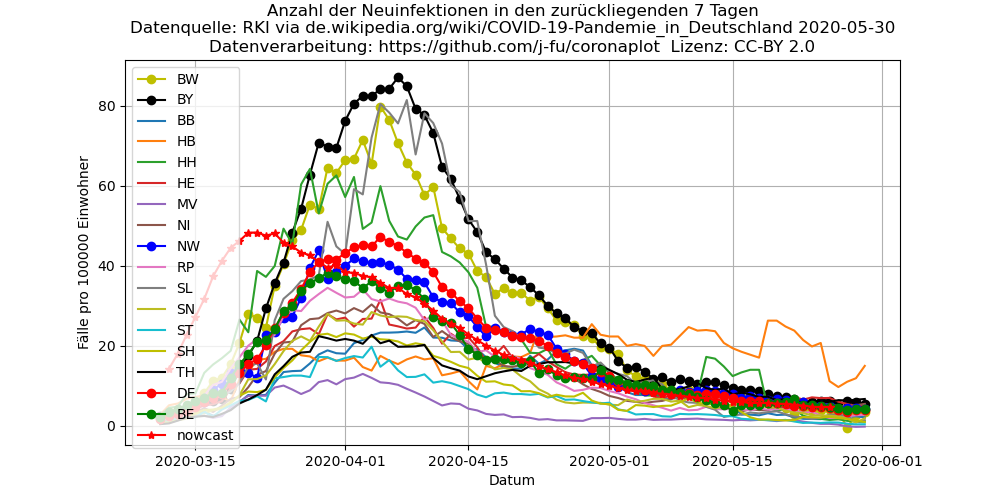 Anzahl der Neuinfektionen in den zurückliegenden 7 Tagen
Datenquelle: RKI via de.wikipedia.org/wiki/COVID-19-Pandemie_in_Deutschland 2020-05-30
Datenverarbeitung: https://github.com/j-fu/coronaplot Lizenz: CC-BY 2.0
Fälle pro 100000 Einwohner
80
60
40
20
0
BW
BY
BB
HB
HH
HE
MV
NI
NW
RP
SL
SN
ST
SH
TH
DE
BE
nowcast
2020-03-15
2020-04-01
2020-04-15
2020-05-01
2020-05-15
2020-06-01
Datum